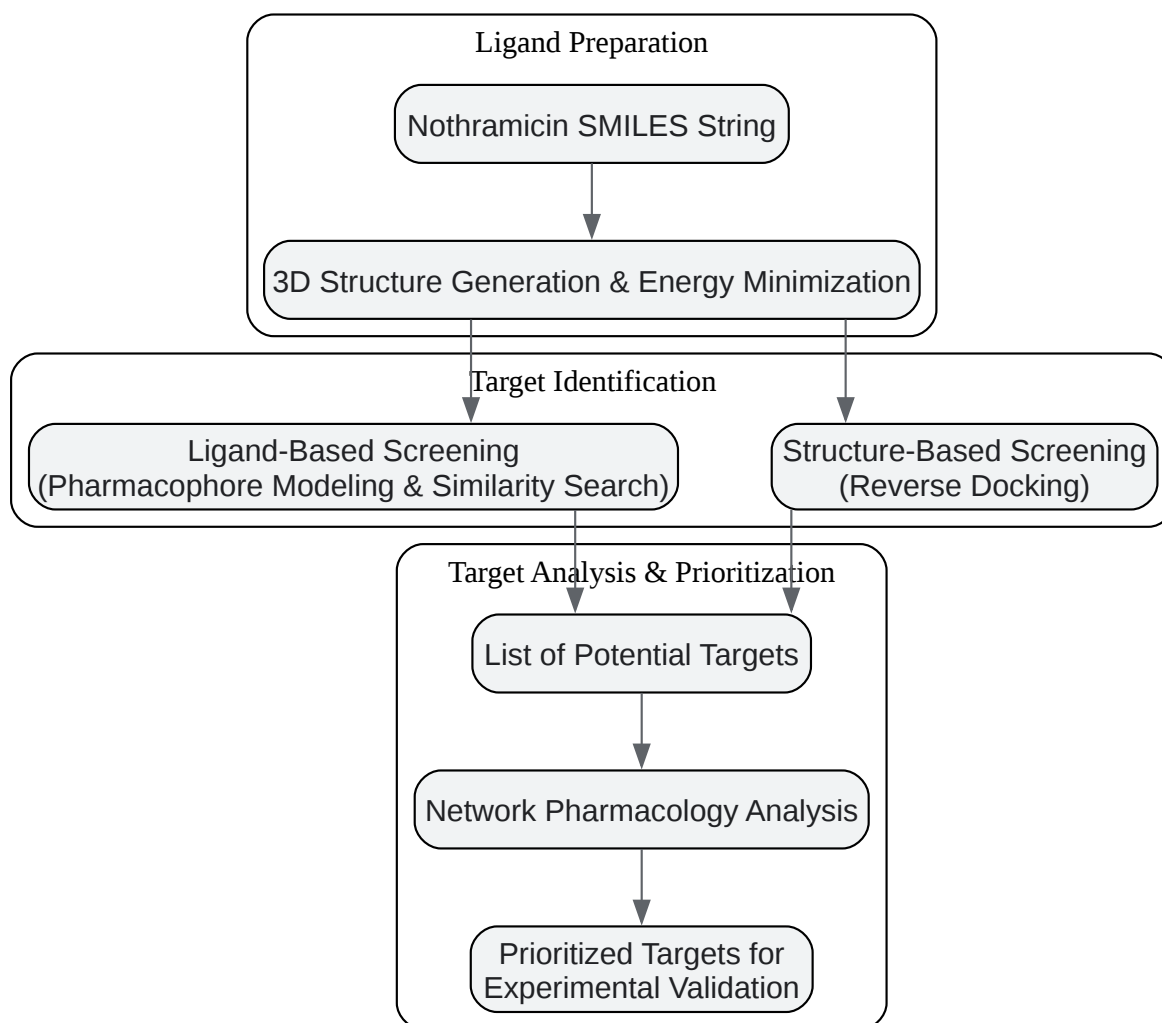 Ligand Preparation
Nothramicin SMILES String
3D Structure Generation & Energy Minimization
Target Identification
Ligand-Based Screening
(Pharmacophore Modeling & Similarity Search)
Structure-Based Screening
(Reverse Docking)
Target Analysis & Prioritization
List of Potential Targets
Network Pharmacology Analysis
Prioritized Targets for
Experimental Validation